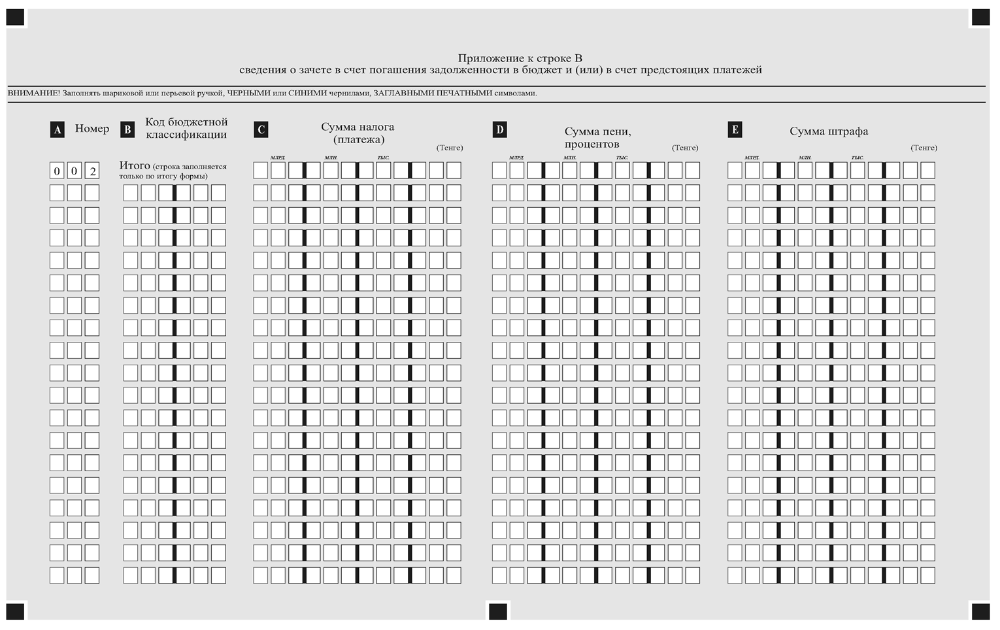 Приложение к строке В
сведения о зачете в счет погашения задолженности в бюджет и (или) в счет предстоящих платежей
ВНИМАНИЕ! Заполнять шариковой или перьевой ручкой, ЧЕРНЫМИ или СИНИМИ чернилами, ЗАГЛАВНЫМИ ПЕЧАТНЫМИ символами.
A Номер
B Код бюджетной
классификации
C Сумма налога
(платежа)
(Тенге)
D Сумма пени,
процентов
(Тенге)
E Сумма штрафа
(Тенге)
МЛРД. МЛН. ТЫС. МЛРД. МЛН. ТЫС. МЛРД. МЛН. ТЫС.
0 0 2 Итого (строка заполняется
только по итогу формы)